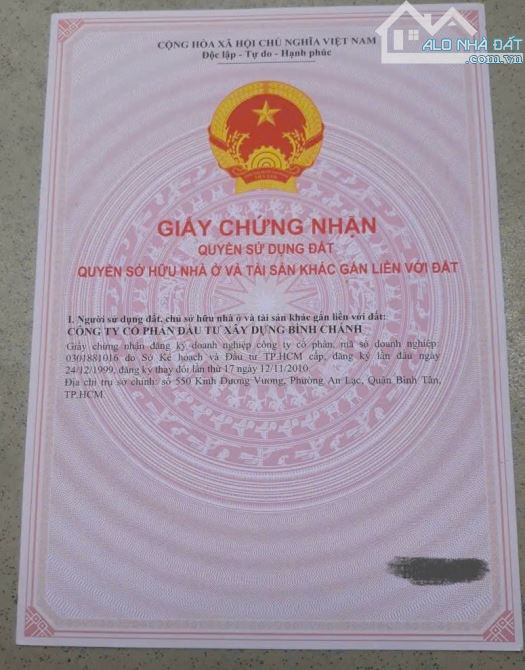 CỘNG HÒA XÃ HỘI CHỦ NGHĨA VIỆT NAM
Độc lập - Tự do - Hạnh phúc
ALO NHÀ ĐẤT
.com.vn
GIẤY CHỨNG NHẬN
QUYỀN SỬ DỤNG ĐẤT
QUYỀN SỞ HỮU NHÀ Ở VÀ TÀI SẢN KHÁC GẮN LIỀN VỚI ĐẤT
I. Người sử dụng đất, chủ sở hữu nhà ở và tài sản khác gắn liền với đất:
CÔNG TY CỔ PHẦN ĐẦU TƯ XÂY DỰNG BÌNH CHÁNH
Giấy chứng nhận đăng ký doanh nghiệp công ty cổ phần, mã số doanh nghiệp:
0301881016 do Sở Kế hoạch và Đầu tư TP.HCM cấp, đăng ký lần đầu ngày
24/12/1999, đăng ký thay đổi lần thứ 17 ngày 12/11/2010.
Địa chỉ trụ sở chính: số 550 Kinh Dương Vương, Phường An Lạc, Quận Bình Tân,
TP.HCM